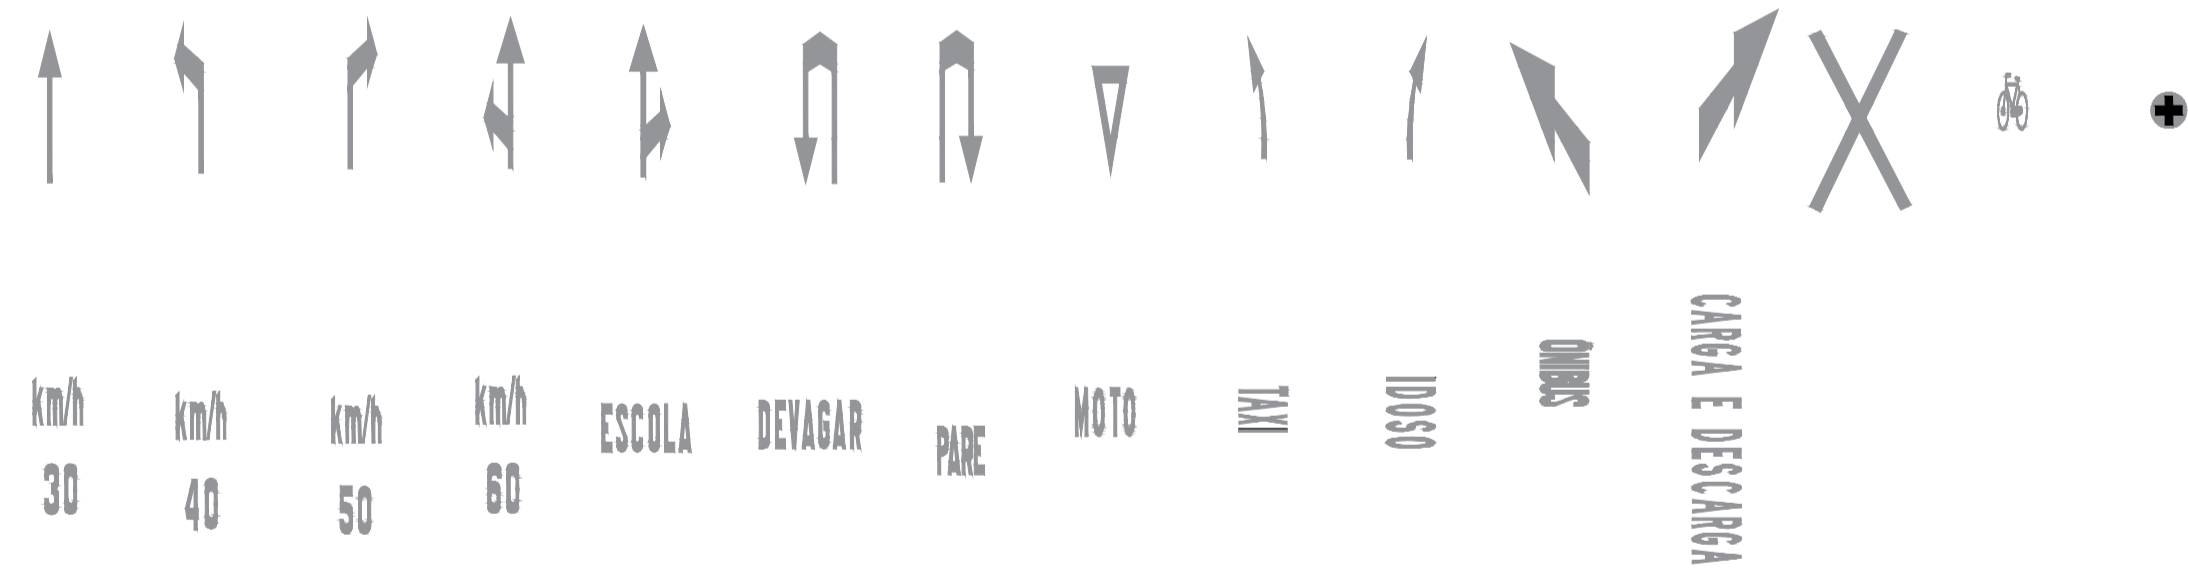 km/h
30
km/h
40
km/h
50
km/h
60
ESCOLA
DEVAGAR
PARE
MOTO
TAXI
IDOSO
ÔNIBUS
CARGA E DESCARGA